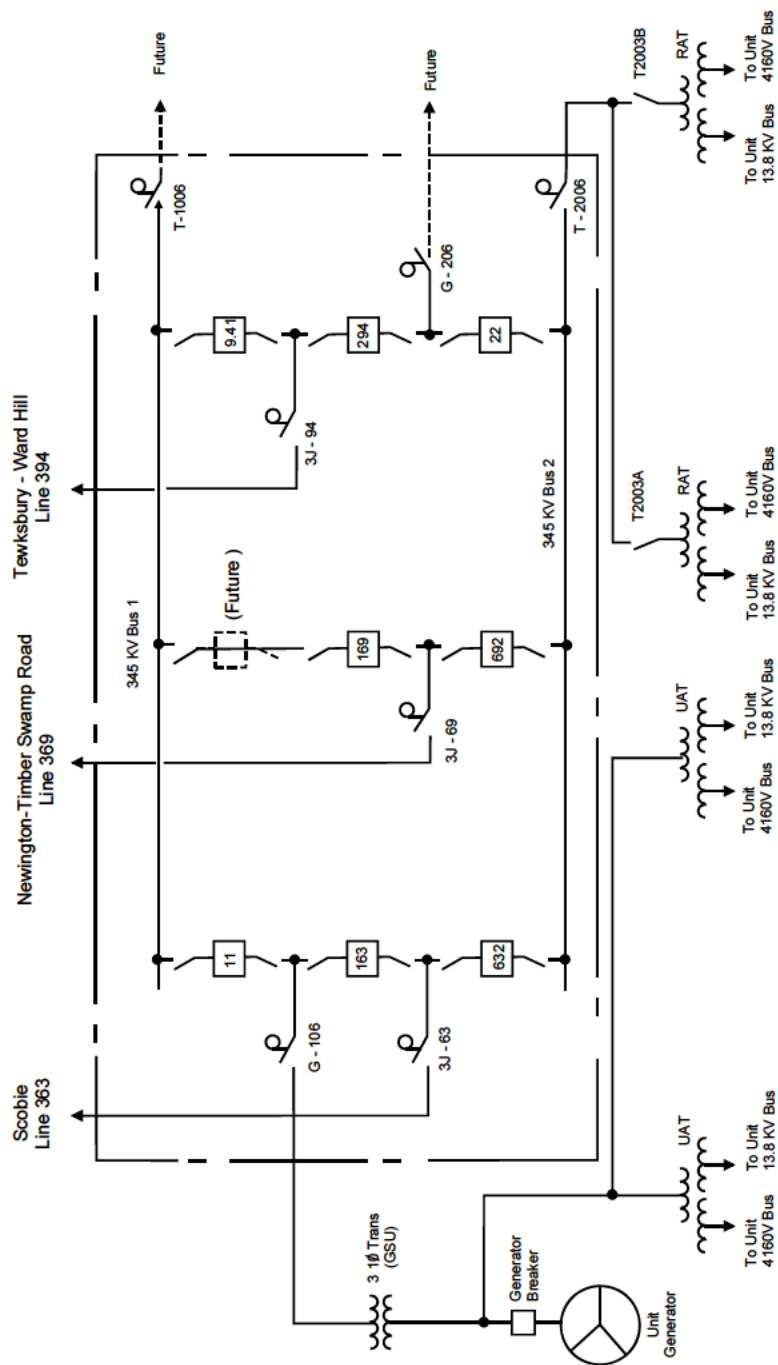 Scobie
Line 363
Newington-Timber Swamp Road
Line 369
Tewksbury - Ward Hill
Line 394
345 KV Bus 1
T-1006
Future
11
(Future )
9.41
G - 106
163
169
3J - 94
294
3J - 63
3J - 69
G - 206
Future
632
692
22
345 KV Bus 2
T - 2006
3 1Ø Trans
(GSU)
Generator
Breaker
Unit
Generator
T2003A
T2003B
UAT
UAT
RAT
RAT
To Unit
4160V Bus
To Unit
13.8 KV Bus
To Unit
4160V Bus
To Unit
13.8 KV Bus
To Unit
13.8 KV Bus
To Unit
4160V Bus
To Unit
13.8 KV Bus
To Unit
4160V Bus